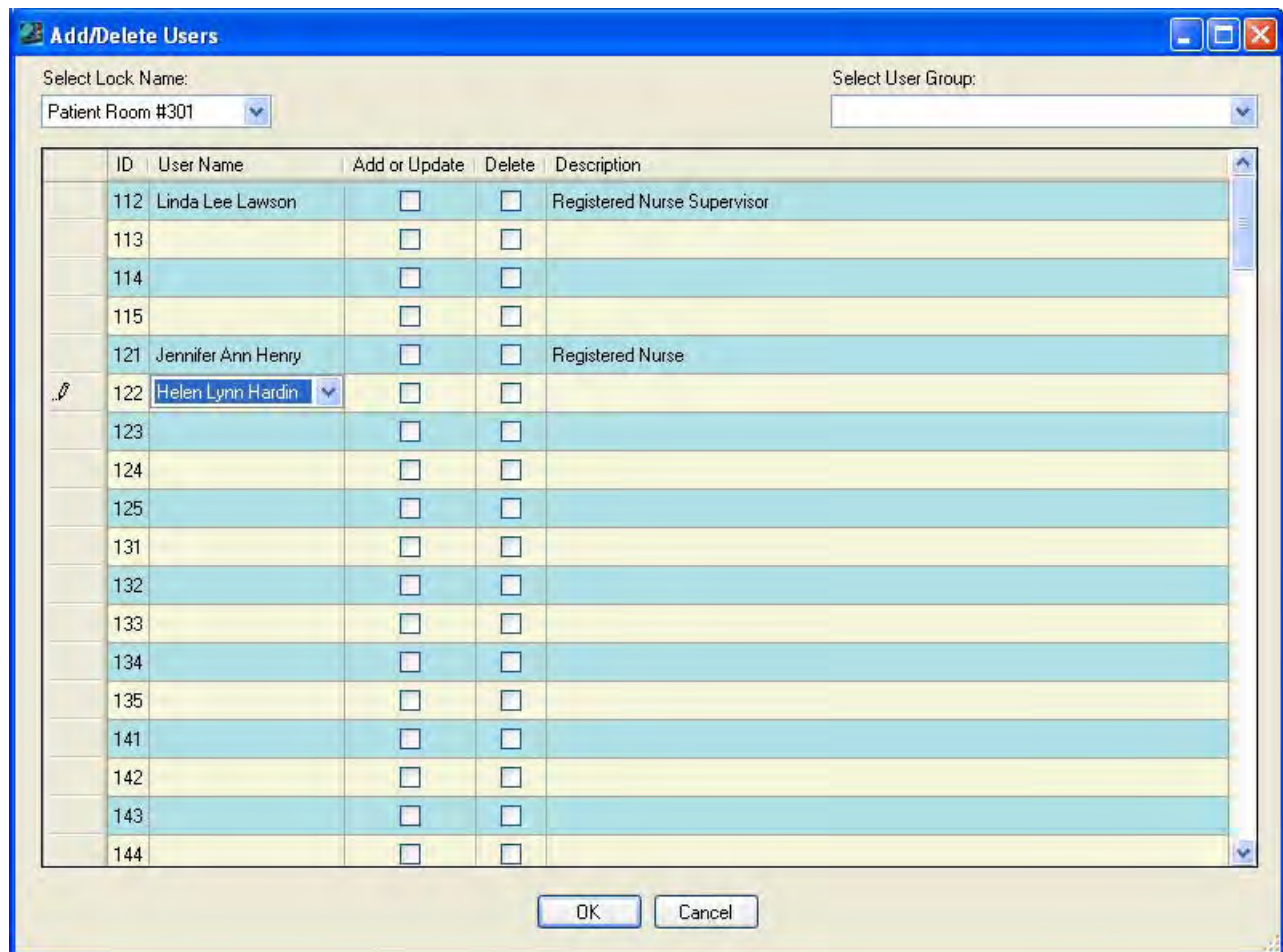 Add/Delete Users
Select Lock Name: Select User Group:
Patient Room #301
ID User Name Add or Update Delete Description
112 Linda Lee Lawson Registered Nurse Supervisor
113
114
115
121 Jennifer Ann Henry Registered Nurse
122 Helen Lynn Hardin
123
124
125
131
132
133
134
135
141
142
143
144
OK Cancel